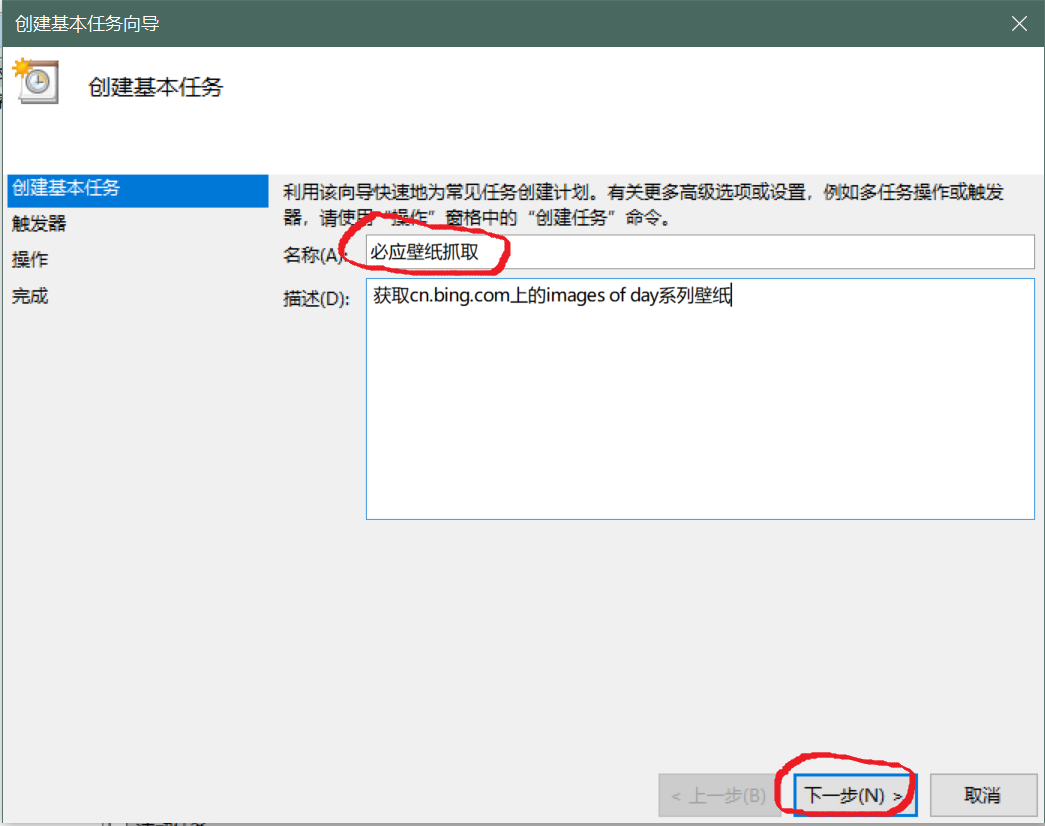 创建基本任务向导
创建基本任务
创建基本任务
利用该向导快速地为常见任务创建计划。有关更多高级选项或设置，例如多任务操作或触发
器，请使用“操作”窗格中的“创建任务”命令。
触发器
名称(A):
必应壁纸抓取
操作
完成
描述(D):
获取cn.bing.com上的images of day系列壁纸
< 上一步(B)
下一步(N) >
取消